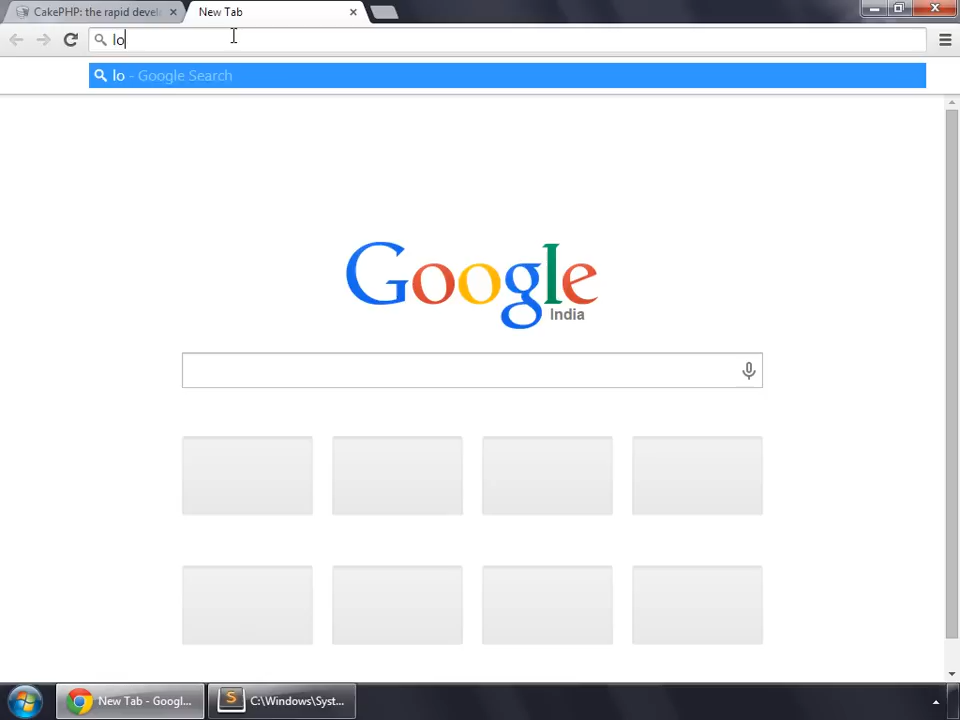 CakePHP: the rapid devel
New Tab
lo
lo - Google Search
Google
India
New Tab - Googl...
C:\Windows\Syst...